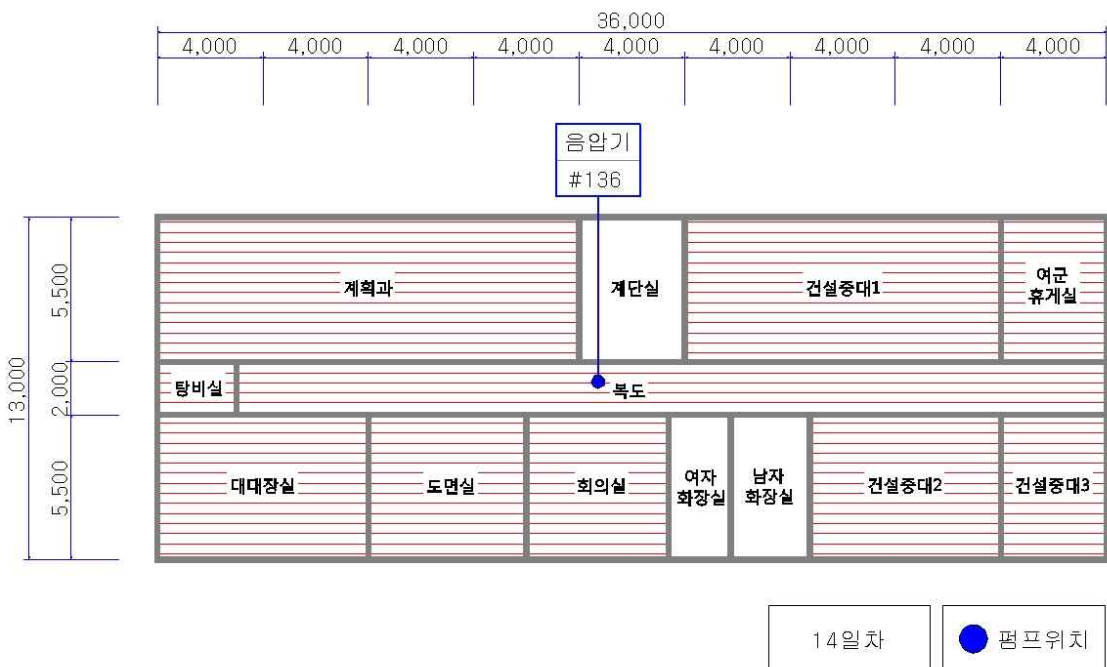 36,000
4,000 4,000 4,000 4,000 4,000 4,000 4,000 4,000 4,000
음압기
#136
13,000
5,500
2,000
5,500
계획과
계단실
건설중대1
여군
휴게실
탕비실
복도
대대장실
도면실
회의실
여자
화장실
남자
화장실
건설중대2
건설중대3
14일차
펌프위치